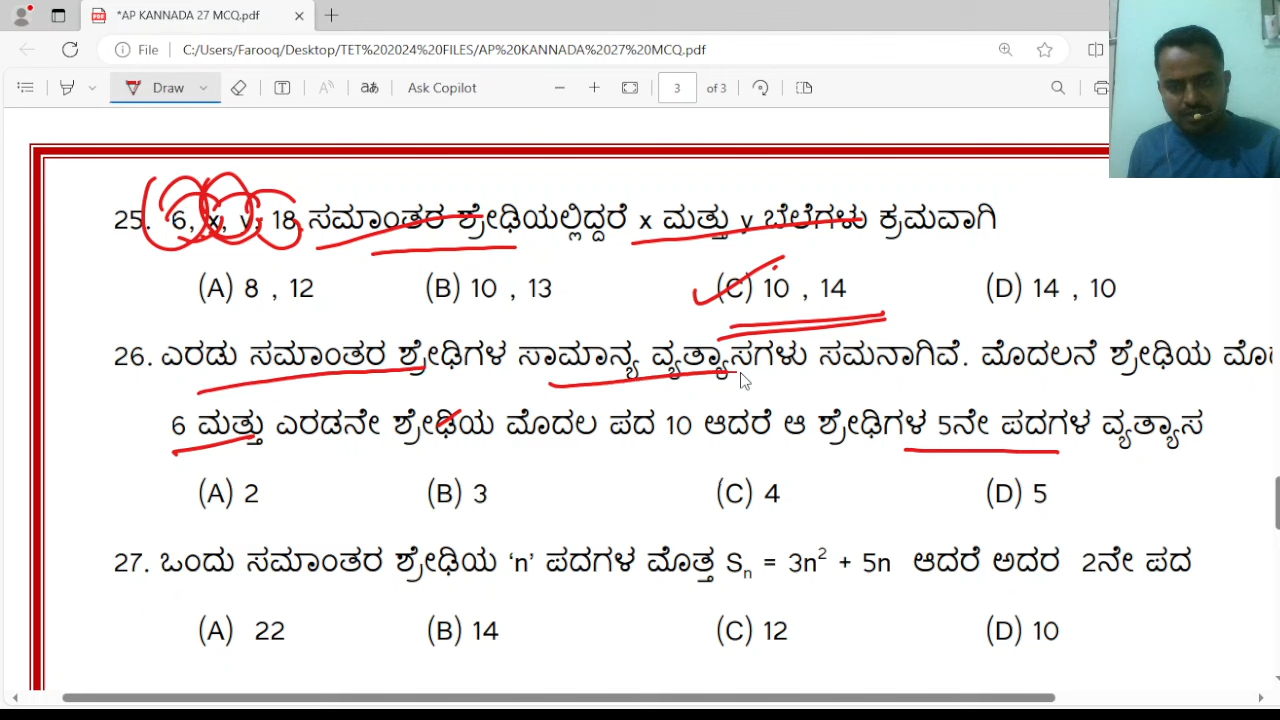 *AP KANNADA 27 MCQ.pdf
File C:/Users/Farooq/Desktop/TET%202024%20FILES/AP%20KANNADA%2027%20MCQ.pdf
Draw Ask Copilot 3 of 3
25. 6, x, y, 18 ಸಮಾಂತರ ಶ್ರೇಢಿಯಲ್ಲಿದ್ದರೆ x ಮತ್ತು y ಬೆಲೆಗಳು ಕ್ರಮವಾಗಿ
(A) 8 , 12 (B) 10 , 13 (C) 10 , 14 (D) 14 , 10
26. ಎರಡು ಸಮಾಂತರ ಶ್ರೇಢಿಗಳ ಸಾಮಾನ್ಯ ವ್ಯತ್ಯಾಸಗಳು ಸಮನಾಗಿವೆ. ಮೊದಲನೆ ಶ್ರೇಢಿಯ
6 ಮತ್ತು ಎರಡನೇ ಶ್ರೇಢಿಯ ಮೊದಲ ಪದ 10 ಆದರೆ ಆ ಶ್ರೇಢಿಗಳ 5ನೇ ಪದಗಳ ವ್ಯತ್ಯಾಸ
(A) 2 (B) 3 (C) 4 (D) 5
27. ಒಂದು ಸಮಾಂತರ ಶ್ರೇಢಿಯ ‘n’ ಪದಗಳ ಮೊತ್ತ Sₙ = 3n² + 5n ಆದರೆ ಅದರ 2ನೇ ಪದ
(A) 22 (B) 14 (C) 12 (D) 10